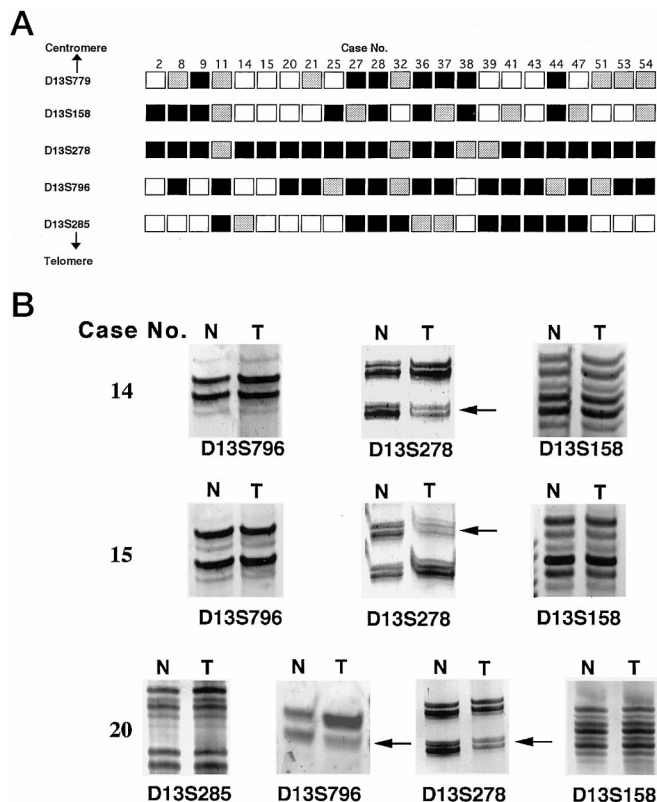 A
Centromere
Case No.
2 8 9 11 14 15 20 21 25 27 28 32 36 37 38 39 41 43 44 47 51 53 54
D13S779
D13S158
D13S278
D13S796
D13S285
Telomere
B
Case No.
N T N T N T
14
D13S796 D13S278 D13S158
N T N T N T
15
D13S796 D13S278 D13S158
N T N T N T N T
20
D13S285 D13S796 D13S278 D13S158